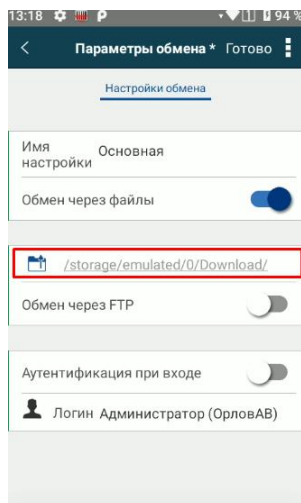 13:18 P 94 %
< Параметры обмена * Готово
Настройки обмена
Имя настройки Основная
Обмен через файлы
/storage/emulated/0/Download/
Обмен через FTP
Аутентификация при входе
Логин Администратор (ОрловАВ)